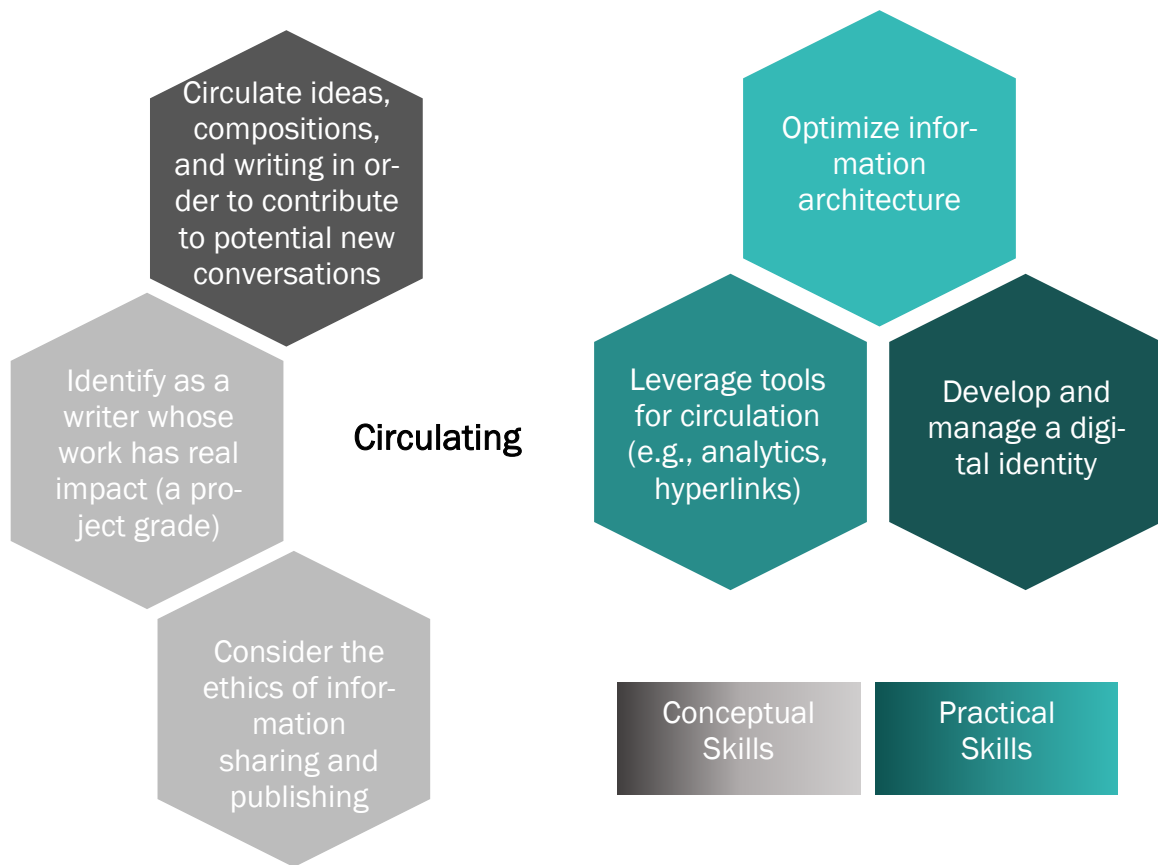 Circulate ideas,
compositions,
and writing in or-
der to contribute
to potential new
conversations
Identify as a
writer whose
work has real
impact (a pro-
ject grade)
Consider the
ethics of infor-
mation
sharing and
publishing
Circulating
Optimize infor-
mation
architecture
Leverage tools
for circulation
(e.g., analytics,
hyperlinks)
Develop and
manage a digi-
tal identity
Conceptual
Skills
Practical
Skills